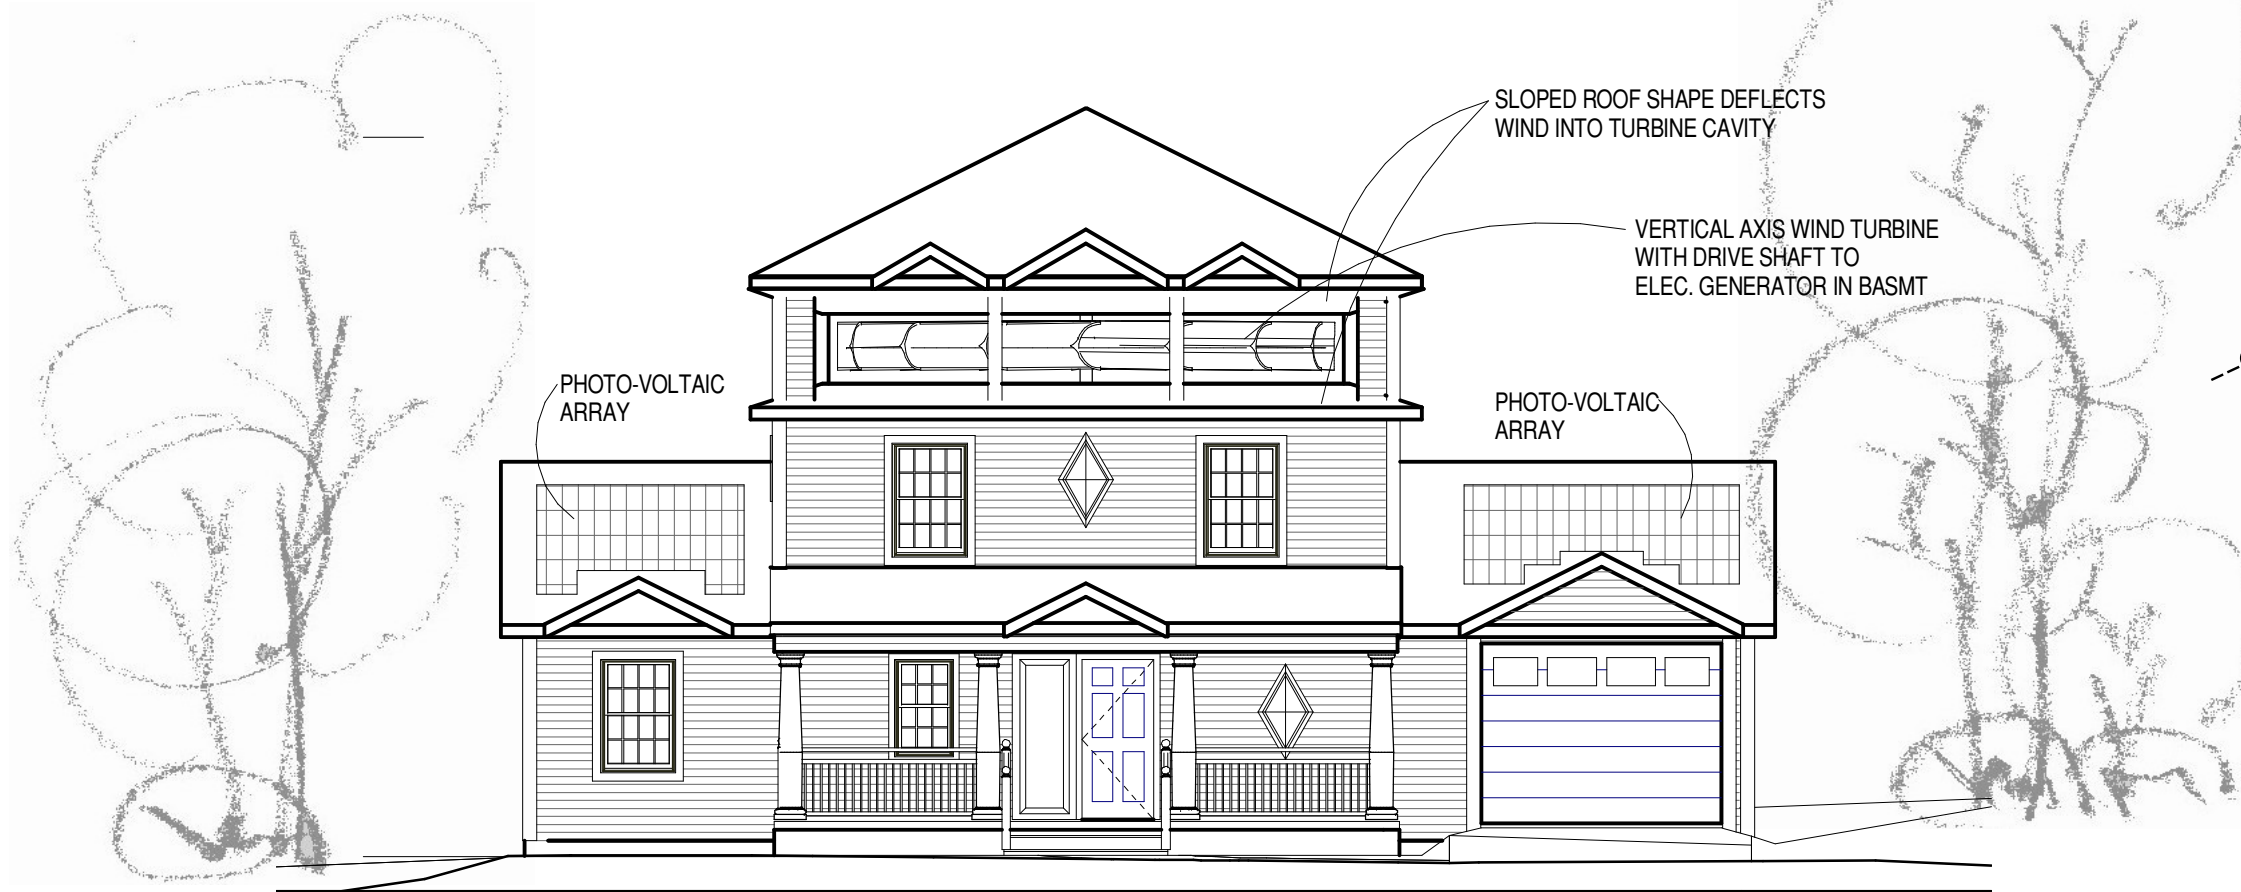 SLOPED ROOF SHAPE DEFLECTS
WIND INTO TURBINE CAVITY
VERTICAL AXIS WIND TURBINE
WITH DRIVE SHAFT TO
ELEC. GENERATOR IN BASMT
PHOTO-VOLTAIC
ARRAY
PHOTO-VOLTAIC
ARRAY